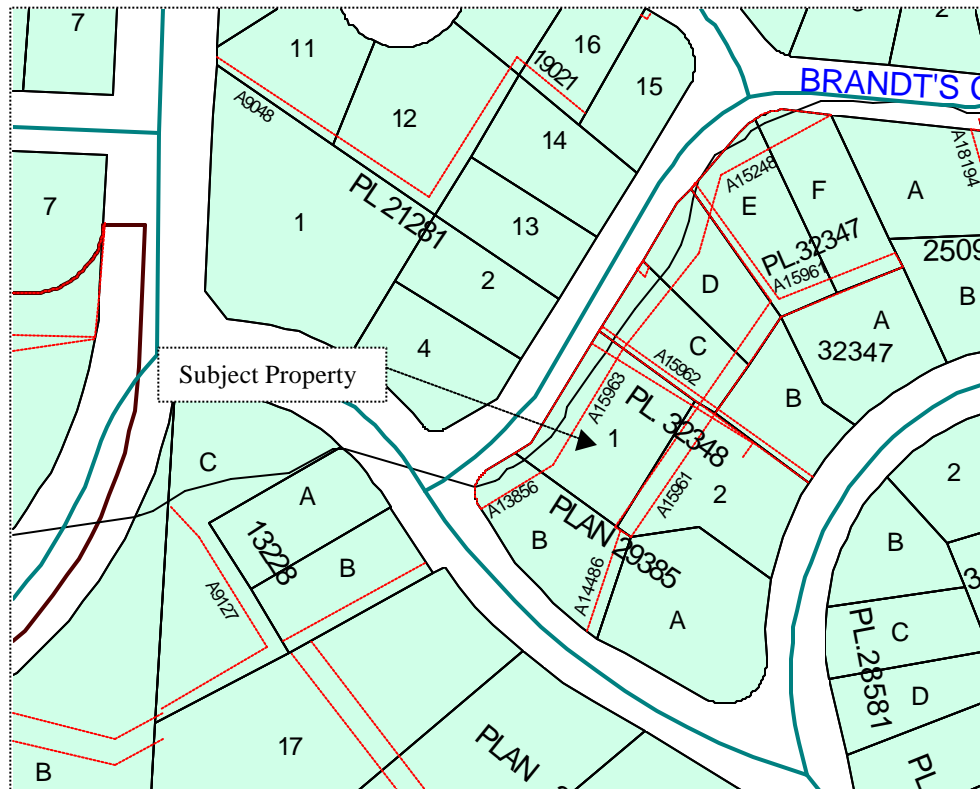 7
11
16
19021
15
2
BRANDT'S
A9048
12
14
A15248
A18194
7
1
PL 21281
13
E
F
A
PL.32347
2509
2
D
A15961
B
4
C
A
32347
Subject Property
A15962
A15963
B
1
PL. 32348
C
A
A13856
A15961
2
2
13228
B
PLAN 29385
B
B
A9127
A14486
A
C
PL.28581
D
17
PLAN
PL
B